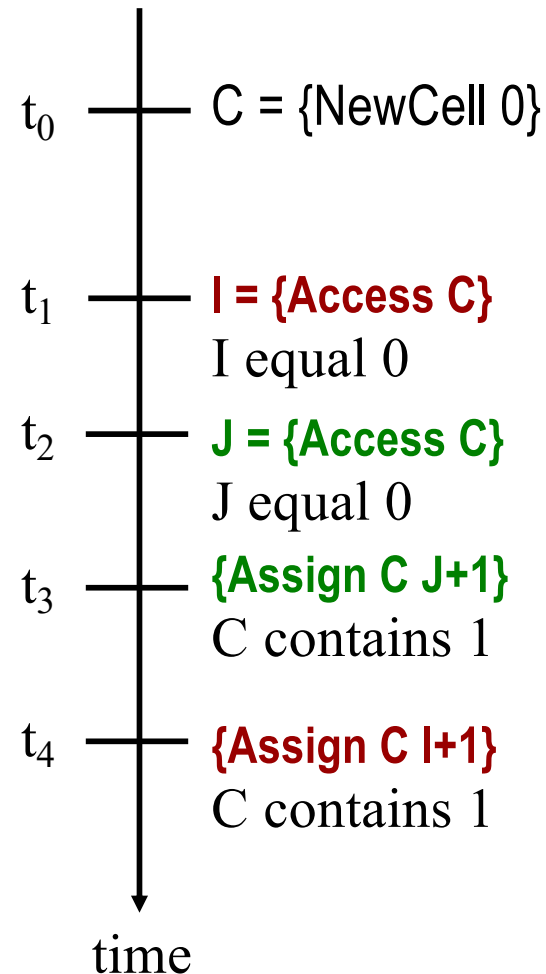 t0 C = {NewCell 0}
t1 I = {Access C}
I equal 0
t2 J = {Access C}
J equal 0
t3 {Assign C J+1}
C contains 1
t4 {Assign C I+1}
C contains 1
time